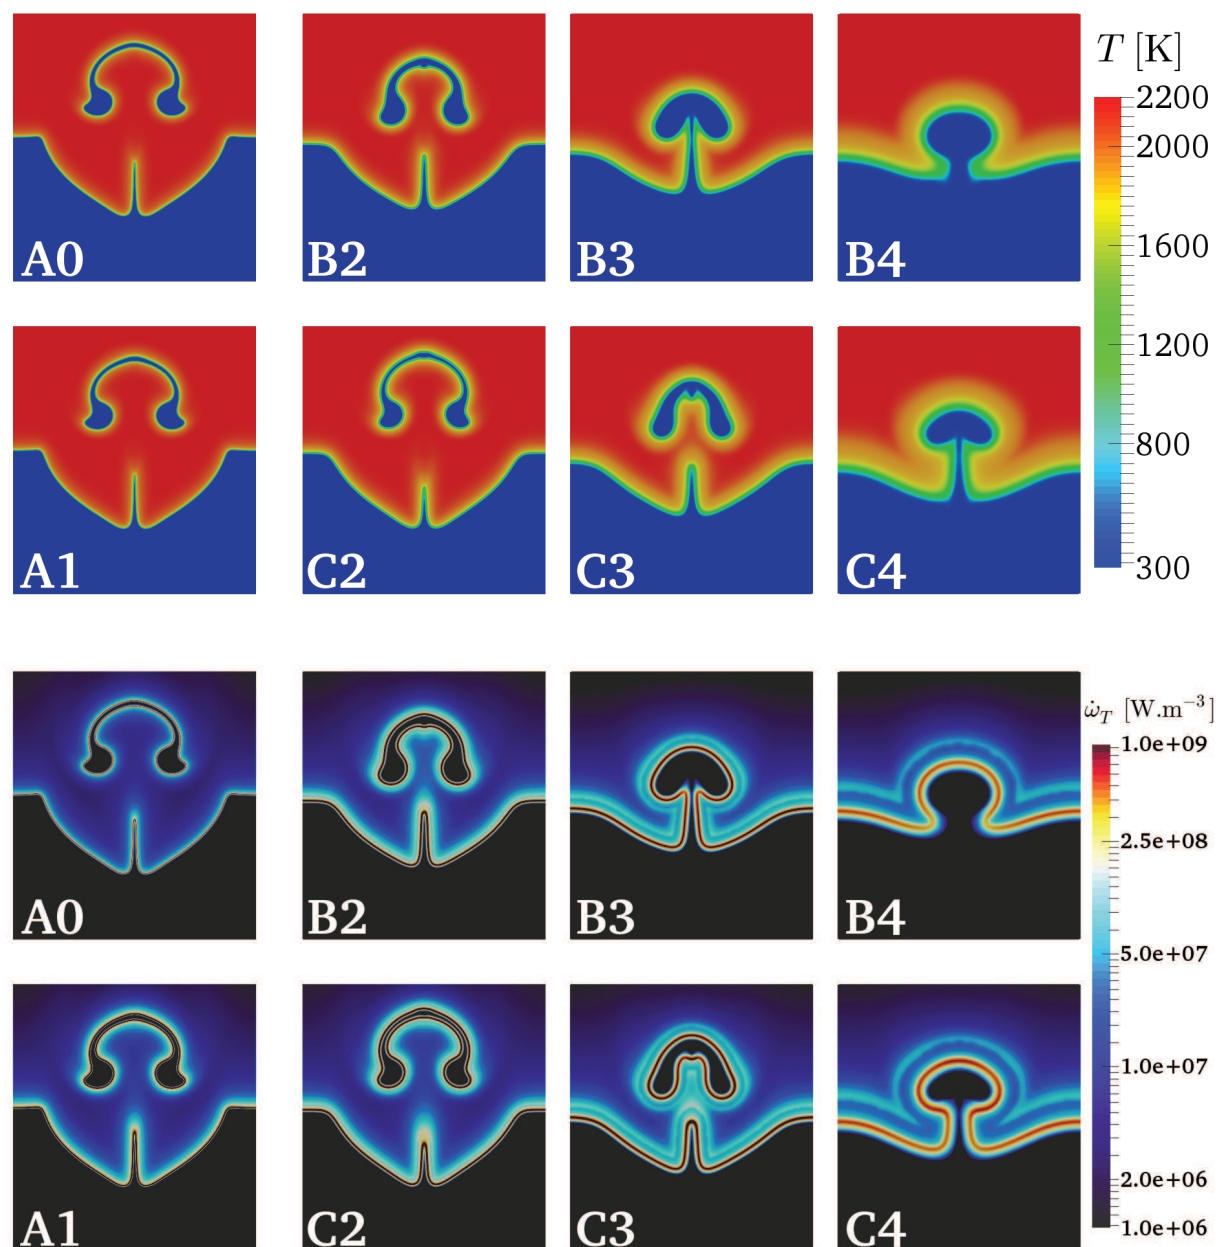 T [K]
2200
2000
1600
1200
800
300
A0 B2 B3 B4
A1 C2 C3 C4
ω̇_T [W.m⁻³]
1.0e+09
2.5e+08
5.0e+07
1.0e+07
2.0e+06
1.0e+06
A0 B2 B3 B4
A1 C2 C3 C4